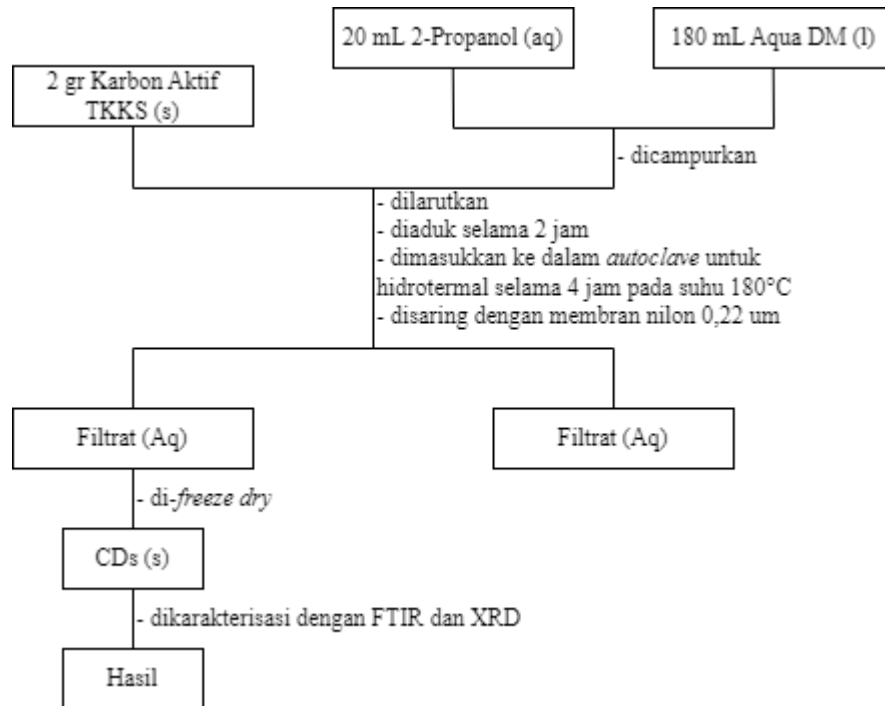 20 mL 2-Propanol (aq)
180 mL Aqua DM (l)
2 gr Karbon Aktif
TKKS (s)
- dicampurkan
- dilarutkan
- diaduk selama 2 jam
- dimasukkan ke dalam autoclave untuk
hidrotermal selama 4 jam pada suhu 180°C
- disaring dengan membran nilon 0,22 um
Filtrat (Aq)
Filtrat (Aq)
- di-freeze dry
CDs (s)
- dikarakterisasi dengan FTIR dan XRD
Hasil